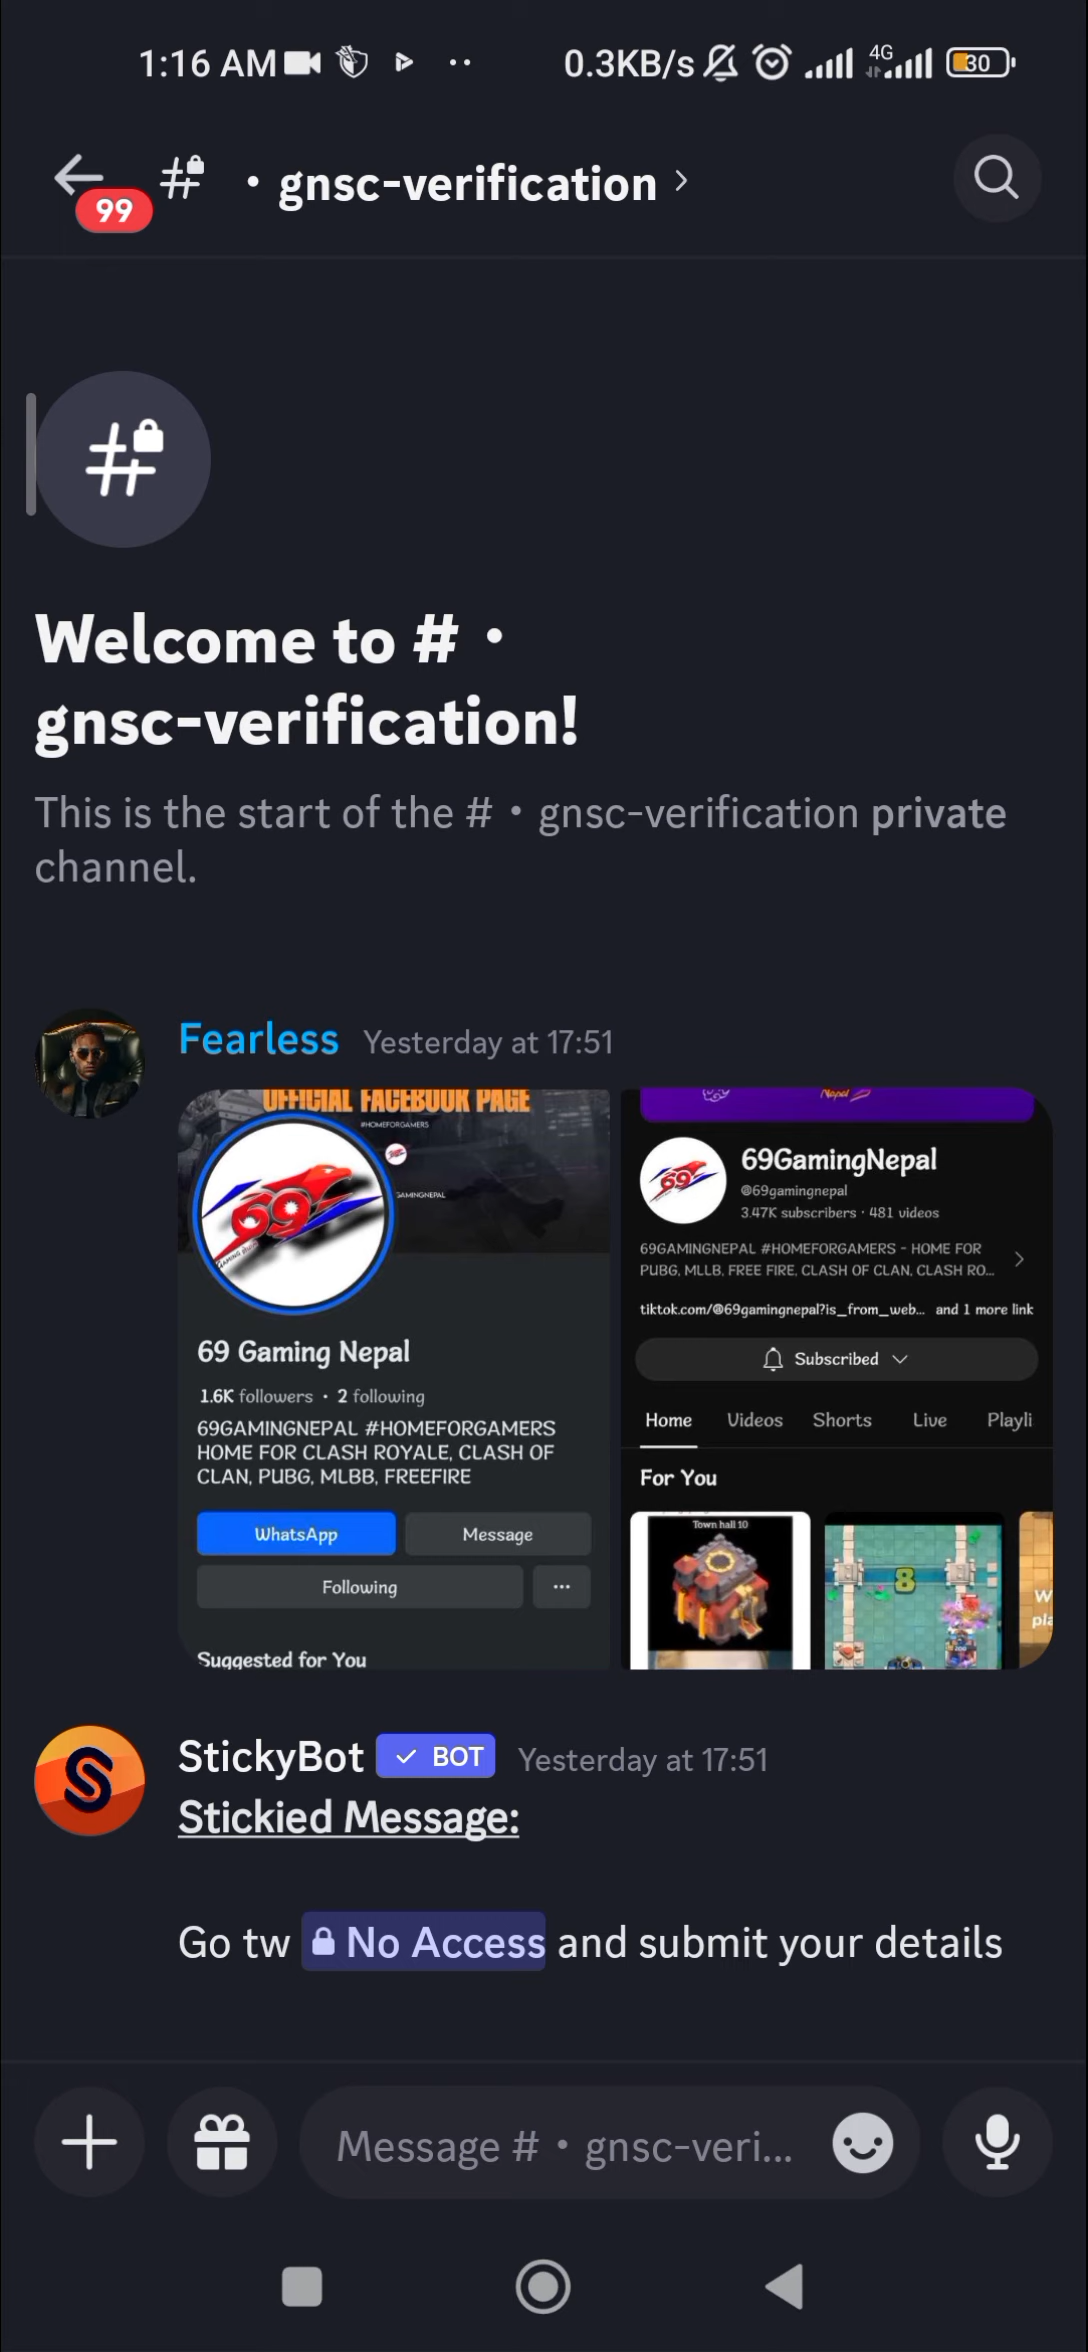 1:16 AM 0.3KB/s 4G 30
99
# • gnsc-verification
Welcome to # •
gnsc-verification!
This is the start of the # • gnsc-verification private
channel.
Fearless Yesterday at 17:51
OFFICIAL FACEBOOK PAGE
#HOMEFORGAMERS
GAMINGNEPAL
69
69 Gaming Nepal
1.6K followers • 2 following
69GAMINGNEPAL #HOMEFORGAMERS
HOME FOR CLASH ROYALE, CLASH OF
CLAN, PUBG, MLBB, FREEFIRE
WhatsApp Message
Following ...
Suggested for You
Nepal
69
69GamingNepal
@69gamingnepal
3.47K subscribers · 481 videos
69GAMINGNEPAL #HOMEFORGAMERS - HOME FOR
PUBG, MLLB, FREE FIRE, CLASH OF CLAN, CLASH RO...
tiktok.com/@69gamingnepal?is_from_web... and 1 more link
Subscribed
Home Videos Shorts Live Playli
For You
Town hall 10
8
StickyBot BOT Yesterday at 17:51
Stickied Message:
Go tw No Access and submit your details
Message # • gnsc-veri...